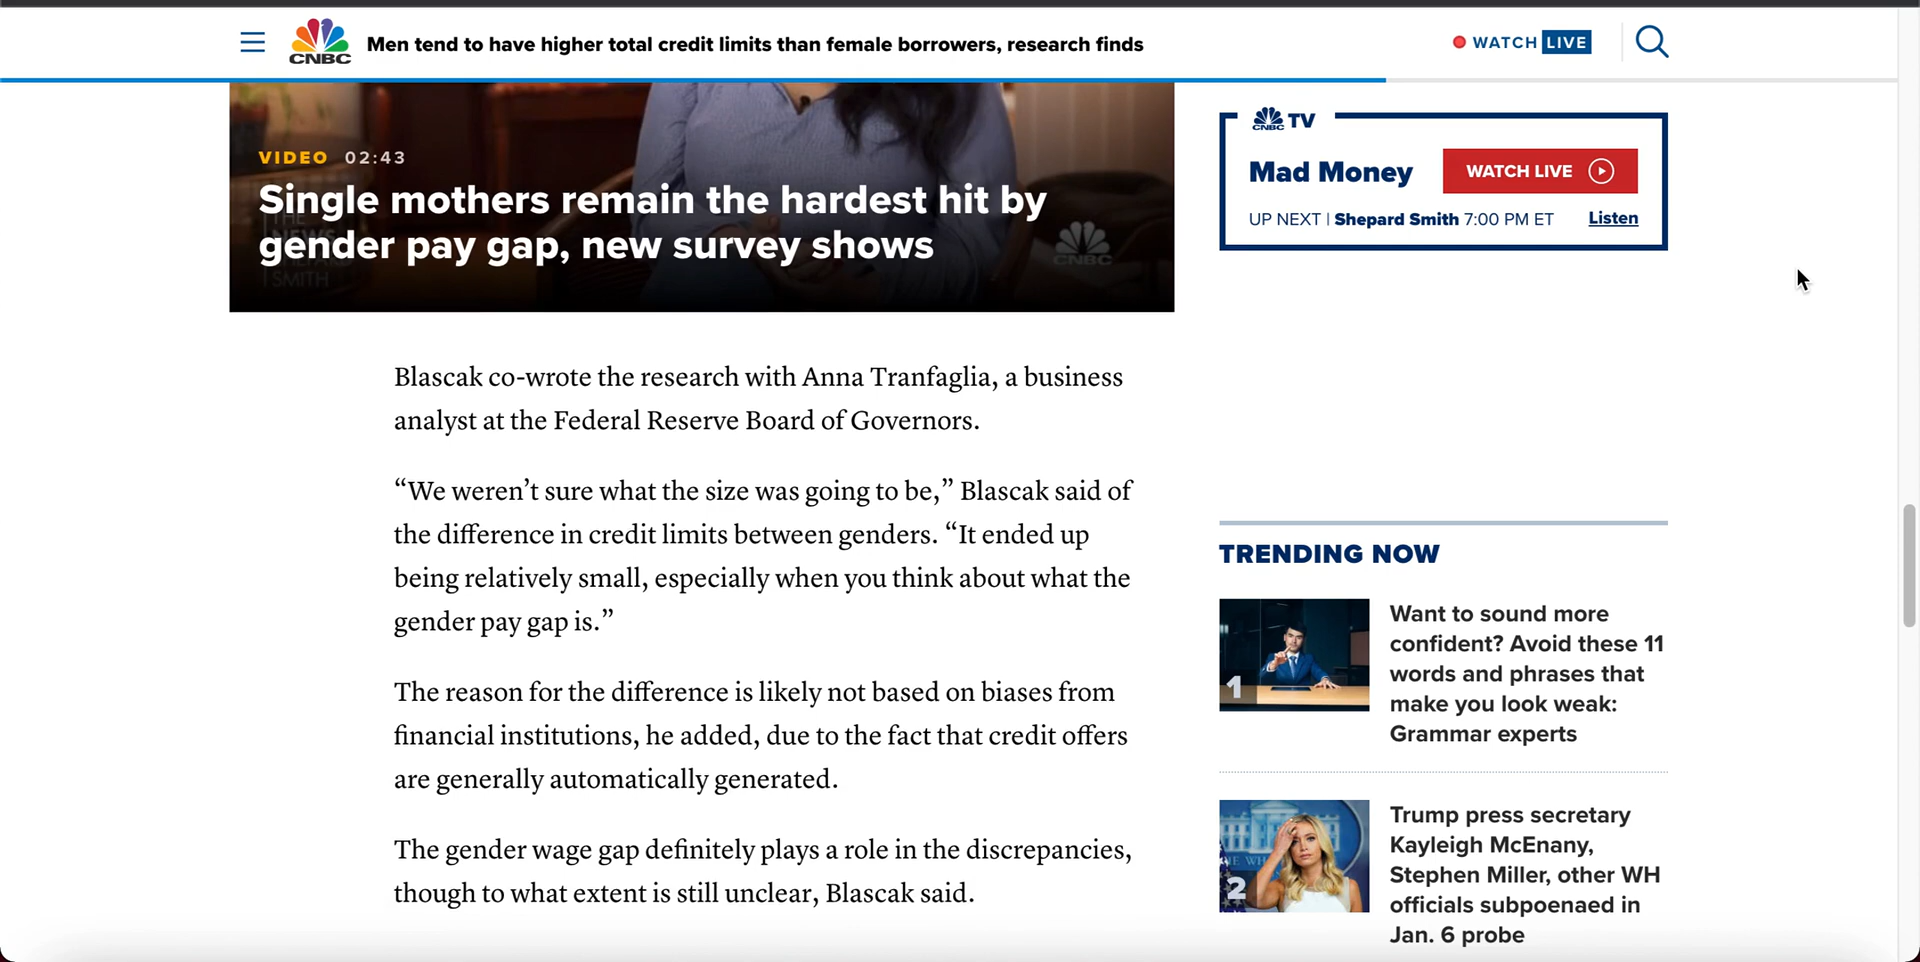 CNBC
Men tend to have higher total credit limits than female borrowers, research finds
WATCH LIVE
VIDEO 02:43
Single mothers remain the hardest hit by
gender pay gap, new survey shows
THE
NEWS
SMITH
CNBC
Blascak co-wrote the research with Anna Tranfaglia, a business
analyst at the Federal Reserve Board of Governors.
“We weren’t sure what the size was going to be,” Blascak said of
the difference in credit limits between genders. “It ended up
being relatively small, especially when you think about what the
gender pay gap is.”
The reason for the difference is likely not based on biases from
financial institutions, he added, due to the fact that credit offers
are generally automatically generated.
The gender wage gap definitely plays a role in the discrepancies,
though to what extent is still unclear, Blascak said.
CNBC TV
Mad Money
WATCH LIVE
UP NEXT | Shepard Smith 7:00 PM ET
Listen
TRENDING NOW
1
Want to sound more
confident? Avoid these 11
words and phrases that
make you look weak:
Grammar experts
2
Trump press secretary
Kayleigh McEnany,
Stephen Miller, other WH
officials subpoenaed in
Jan. 6 probe